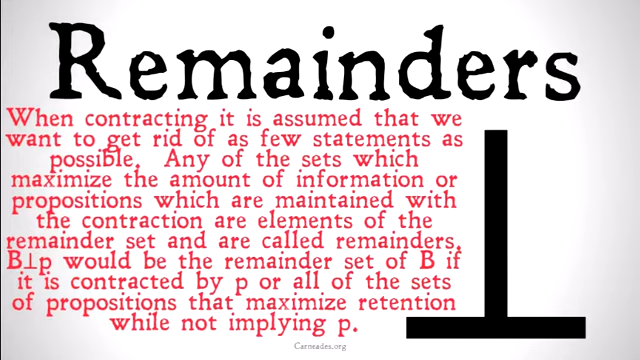 Remainders
When contracting it is assumed that we
want to get rid of as few statements as
possible. Any of the sets which
maximize the amount of information or
propositions which are maintained with
the contraction are elements of the
remainder set and are called remainders.
B⊥p would be the remainder set of B if
it is contracted by p or all of the sets
of propositions that maximize retention
while not implying p.
⊥
Carneades.org